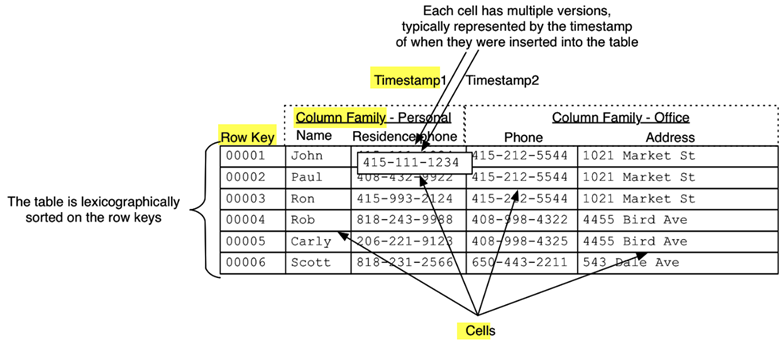 Each cell has multiple versions,
typically represented by the timestamp
of when they were inserted into the table
Timestamp1 Timestamp2
Column Family - Personal Column Family - Office
Row Key Name Residence phone Phone Address
00001 John 415-111-1234 415-212-5544 1021 Market St
00002 Paul 408-432-9922 415-212-5544 1021 Market St
00003 Ron 415-993-2124 415-212-5544 1021 Market St
00004 Rob 818-243-9988 408-998-4322 4455 Bird Ave
00005 Carly 206-221-9123 408-998-4325 4455 Bird Ave
00006 Scott 818-231-2566 650-443-2211 543 Dale Ave
The table is lexicographically
sorted on the row keys
Cells